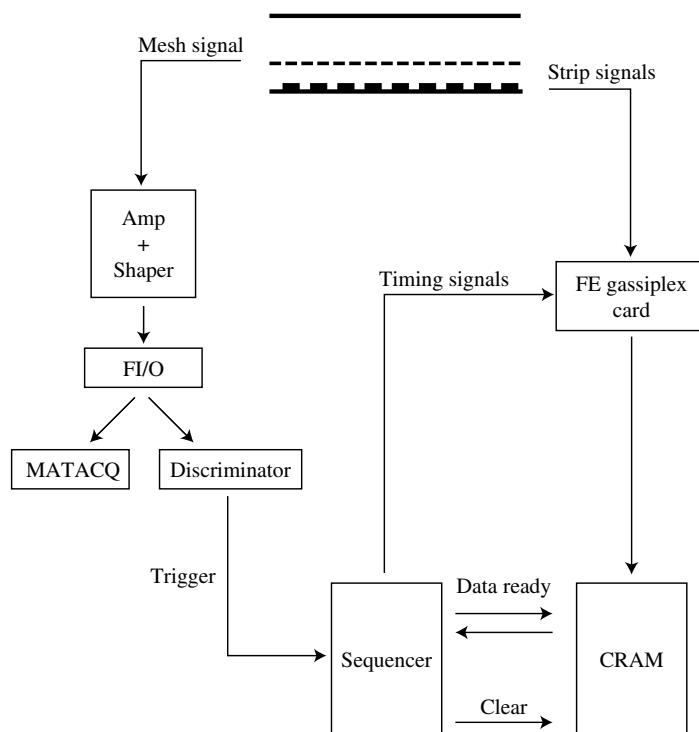 Mesh signal
Strip signals
Amp
+
Shaper
Timing signals
FE gassiplex
card
FI/O
MATACQ
Discriminator
Trigger
Data ready
Sequencer
CRAM
Clear